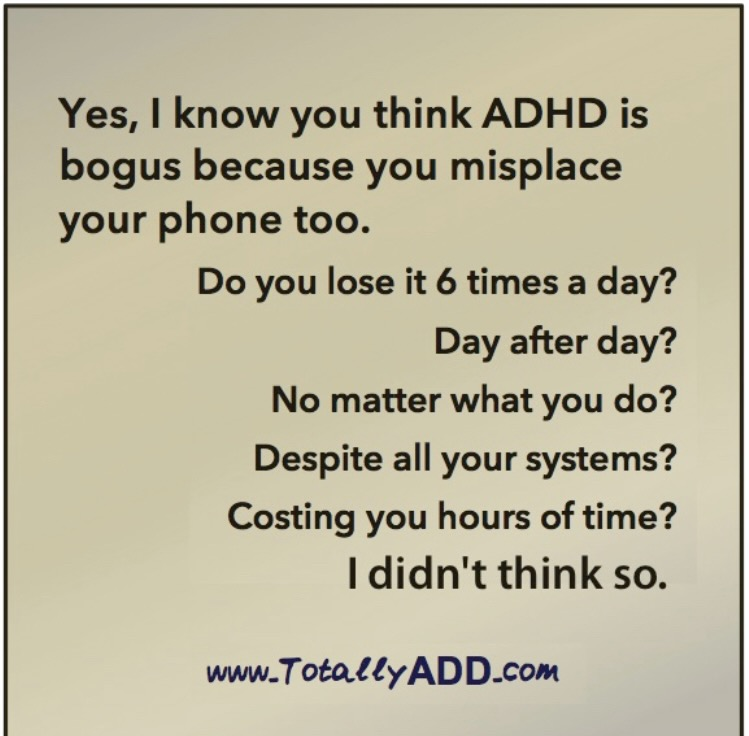 Yes, I know you think ADHD is
bogus because you misplace
your phone too.
Do you lose it 6 times a day?
Day after day?
No matter what you do?
Despite all your systems?
Costing you hours of time?
I didn't think so.
www.TotallyADD.com